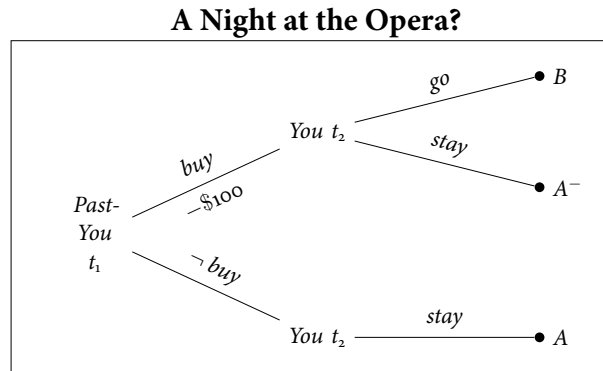 A Night at the Opera?
go
B
You t₂
stay
A⁻
buy
−$100
Past-
You
t₁
¬ buy
You t₂
stay
A